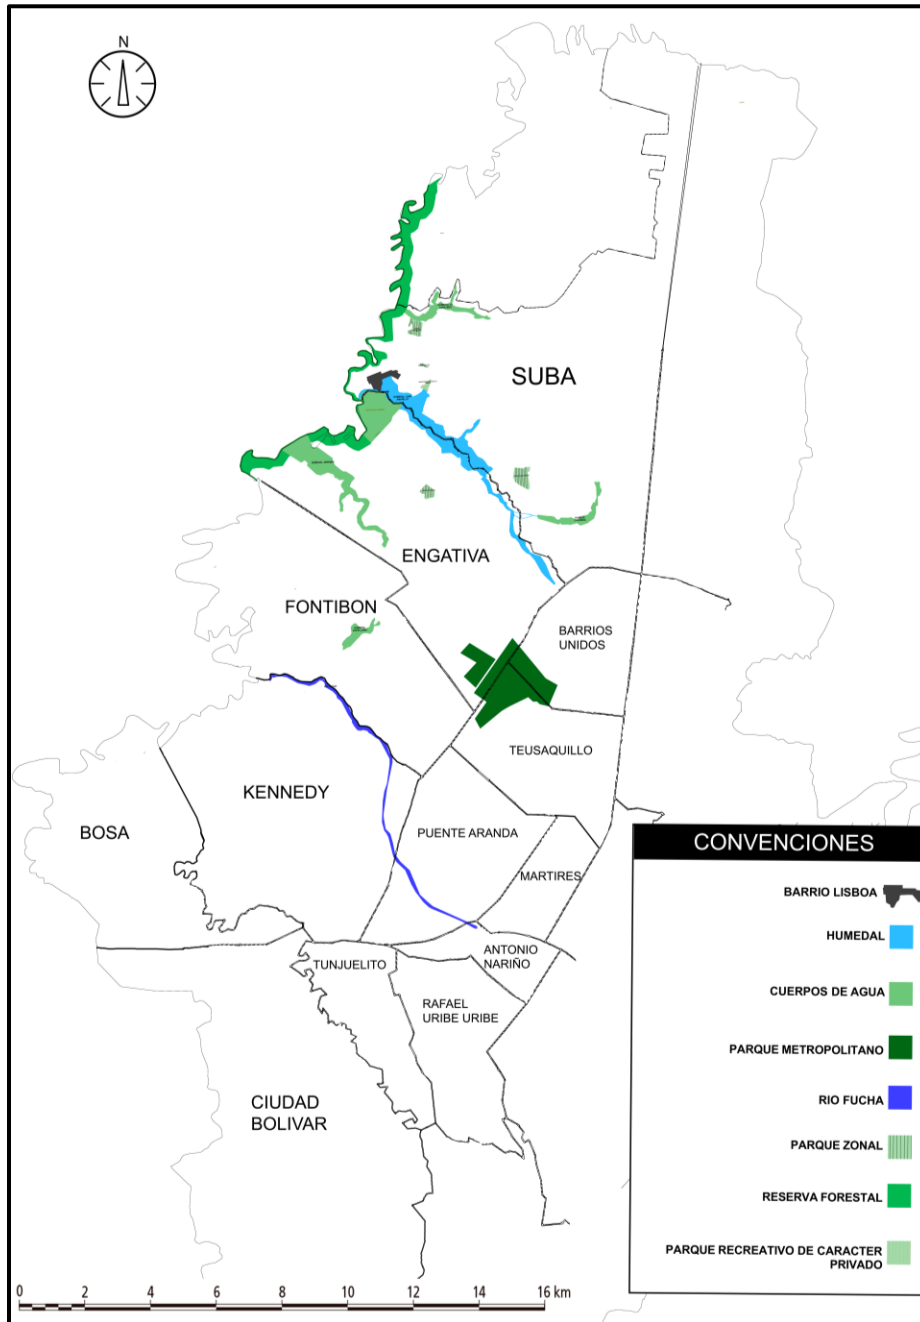 N
SUBA
ENGATIVA
FONTIBON
BARRIOS
UNIDOS
TEUSAQUILLO
KENNEDY
BOSA
PUENTE ARANDA
MARTIRES
ANTONIO
NARIÑO
TUNJUELITO
RAFAEL
URIBE URIBE
CIUDAD
BOLIVAR
CONVENCIONES
BARRIO LISBOA
HUMEDAL
CUERPOS DE AGUA
PARQUE METROPOLITANO
RIO FUCHA
PARQUE ZONAL
RESERVA FORESTAL
PARQUE RECREATIVO DE CARACTER
PRIVADO
0 2 4 6 8 10 12 14 16 km